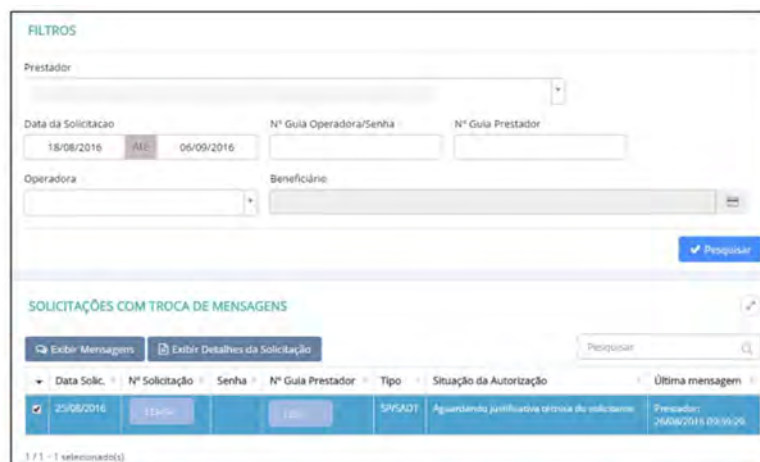 FILTROS
Prestador
Data da Solicitacao Nº Guia Operadora/Senha Nº Guia Prestador
18/08/2016 Até 06/09/2016
Operadora Beneficiário
Pesquisar
SOLICITAÇÕES COM TROCA DE MENSAGENS
Exibir Mensagens Exibir Detalhes da Solicitação Pesquisar
Data Solic. Nº Solicitação Senha Nº Guia Prestador Tipo Situação da Autorização Última mensagem
25/08/2016 SP/SADT Aguardando justificativa técnica do solicitante Prestador:
26/08/2016
1 / 1 - 1 selecionado(s)